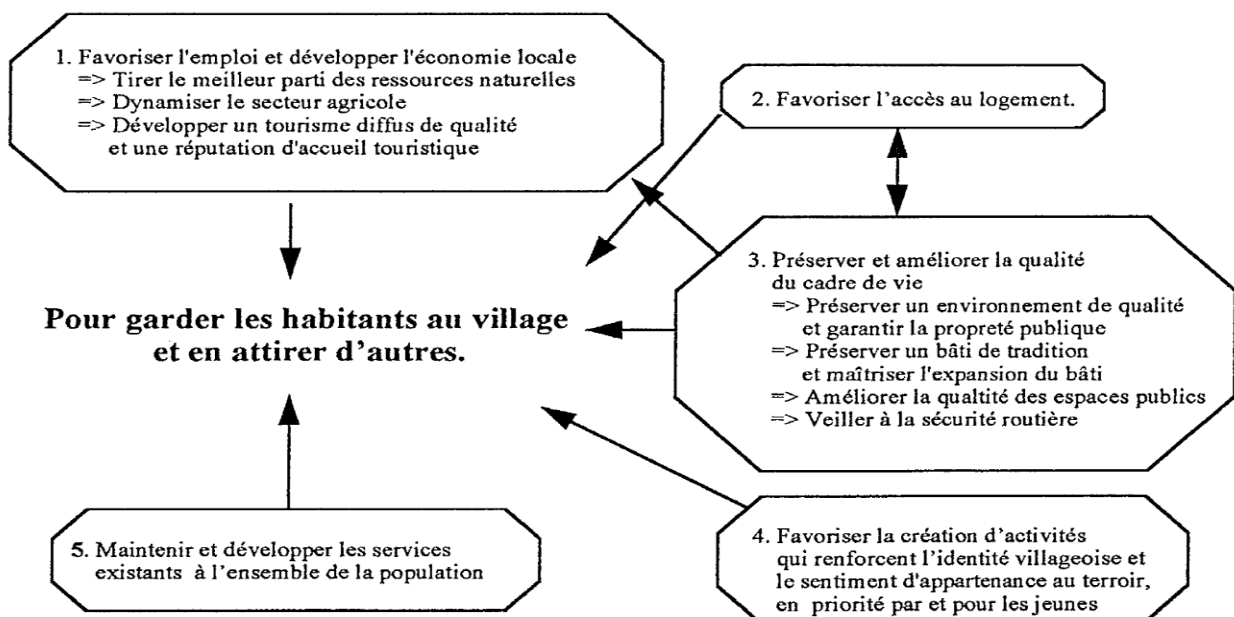 1. Favoriser l'emploi et développer l'économie locale
=> Tirer le meilleur parti des ressources naturelles
=> Dynamiser le secteur agricole
=> Développer un tourisme diffus de qualité
et une réputation d'accueil touristique
2. Favoriser l'accès au logement.
3. Préserver et améliorer la qualité
du cadre de vie
=> Préserver un environnement de qualité
et garantir la propreté publique
=> Préserver un bâti de tradition
et maîtriser l'expansion du bâti
=> Améliorer la qualtité des espaces publics
=> Veiller à la sécurité routière
Pour garder les habitants au village
et en attirer d'autres.
4. Favoriser la création d'activités
qui renforcent l'identité villageoise et
le sentiment d'appartenance au terroir,
en priorité par et pour les jeunes
5. Maintenir et développer les services
existants à l'ensemble de la population